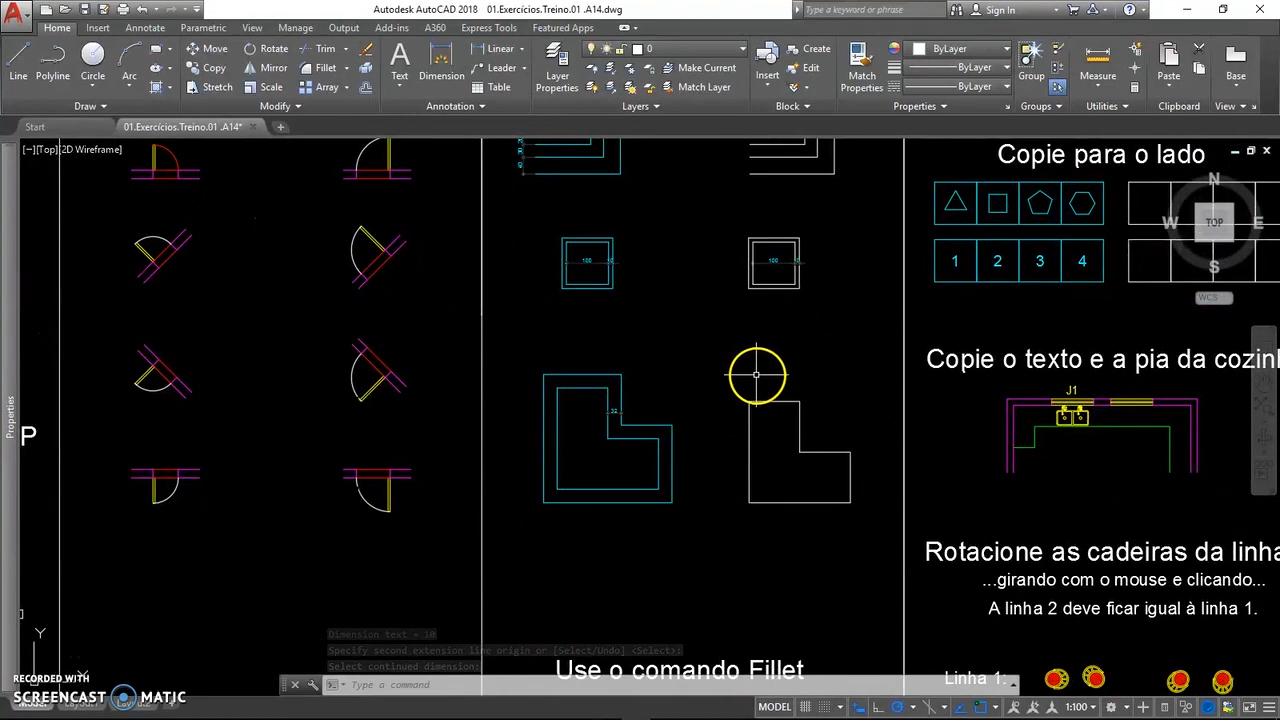 Autodesk AutoCAD 2018 01.Exercícios.Treino.01 .A14.dwg
Type a keyword or phrase
Sign In
Home Insert Annotate Parametric View Manage Output Add-ins A360 Express Tools Featured Apps
Line Polyline Circle Arc
Move Rotate Trim
Copy Mirror Fillet
Stretch Scale Array
Text Dimension
Linear
Leader
Table
Layer Properties
0
Make Current
Match Layer
Insert
Create
Edit
Match Properties
ByLayer
ByLayer
ByLayer
Group Measure Paste Base
Draw Modify Annotation Layers Block Properties Groups Utilities Clipboard View
Start 01.Exercícios.Treino.01 .A14*
[−][Top][2D Wireframe]
Copie para o lado
N
W TOP E
S
WCS
1 2 3 4
100
100
Copie o texto e a pia da cozin
J1
Properties
P
Rotacione as cadeiras da linha
...girando com o mouse e clicando...
A linha 2 deve ficar igual à linha 1.
Y
X
Dimension text = 10
Specify second extension line origin or [Select/Undo] <Select>:
Select continued dimension:
Use o comando Fillet
Linha 1:
Type a command
RECORDED WITH
SCREENCAST MATIC
MODEL 1:100